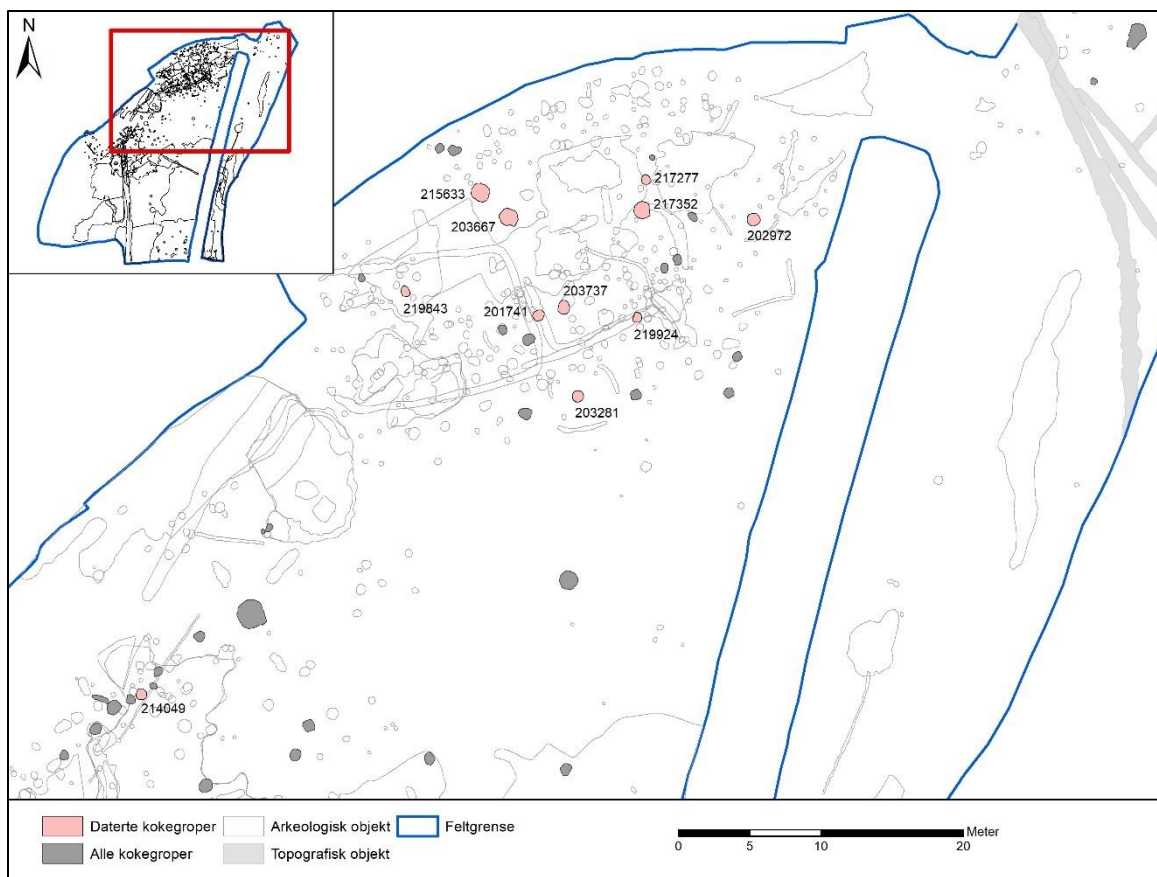 N
217277
215633
217352
203667
202972
203737
219843
201741
219924
203281
214049
Daterte kokegroper
Arkeologisk objekt
Feltgrense
Meter
Alle kokegroper
Topografisk objekt
0 5 10 20